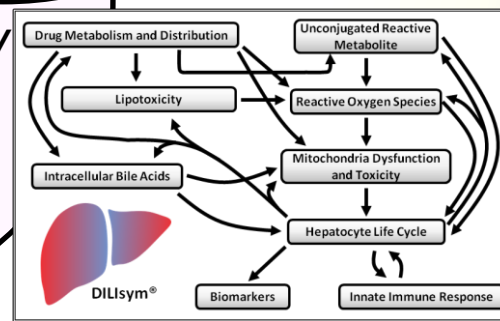 Drug Metabolism and Distribution
Unconjugated Reactive
Metabolite
Lipotoxicity
Reactive Oxygen Species
Mitochondria Dysfunction
and Toxicity
Intracellular Bile Acids
Hepatocyte Life Cycle
DILIsym®
Biomarkers
Innate Immune Response